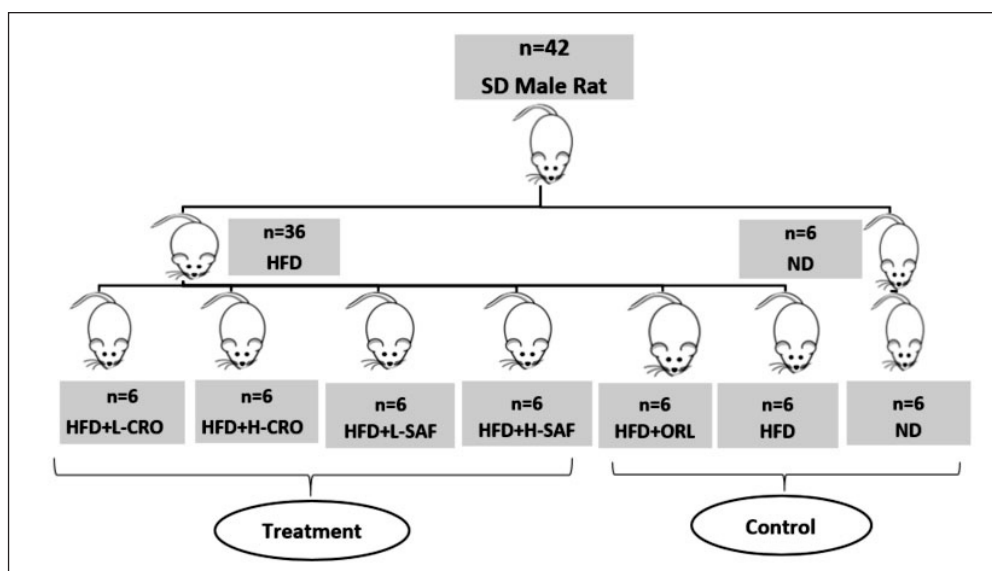 n=42
SD Male Rat
n=36
HFD
n=6
ND
n=6
HFD+L-CRO
n=6
HFD+H-CRO
n=6
HFD+L-SAF
n=6
HFD+H-SAF
n=6
HFD+ORL
n=6
HFD
n=6
ND
Treatment
Control